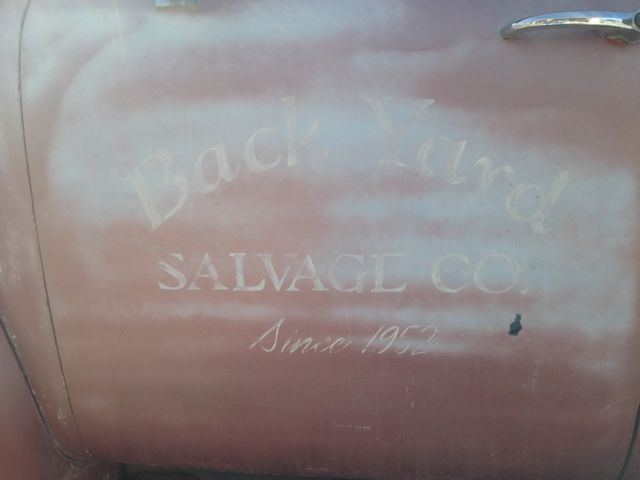 Back Yard
SALVAGE CO.
Since 1952